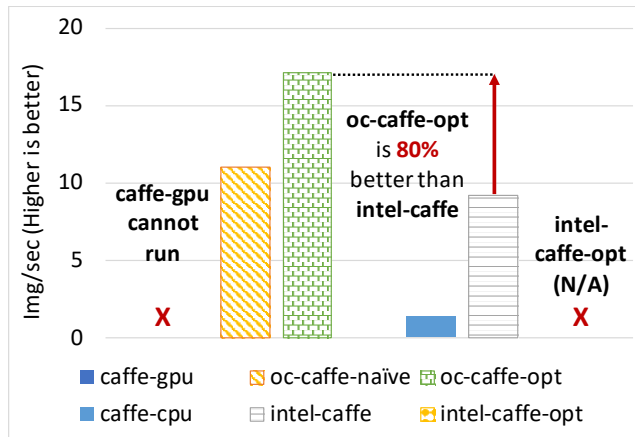 Img/sec (Higher is better)
20
15
10
5
0
caffe-gpu
cannot
run
X
oc-caffe-opt
is 80%
better than
intel-caffe
intel-
caffe-opt
(N/A)
X
caffe-gpu
oc-caffe-naïve
oc-caffe-opt
caffe-cpu
intel-caffe
intel-caffe-opt